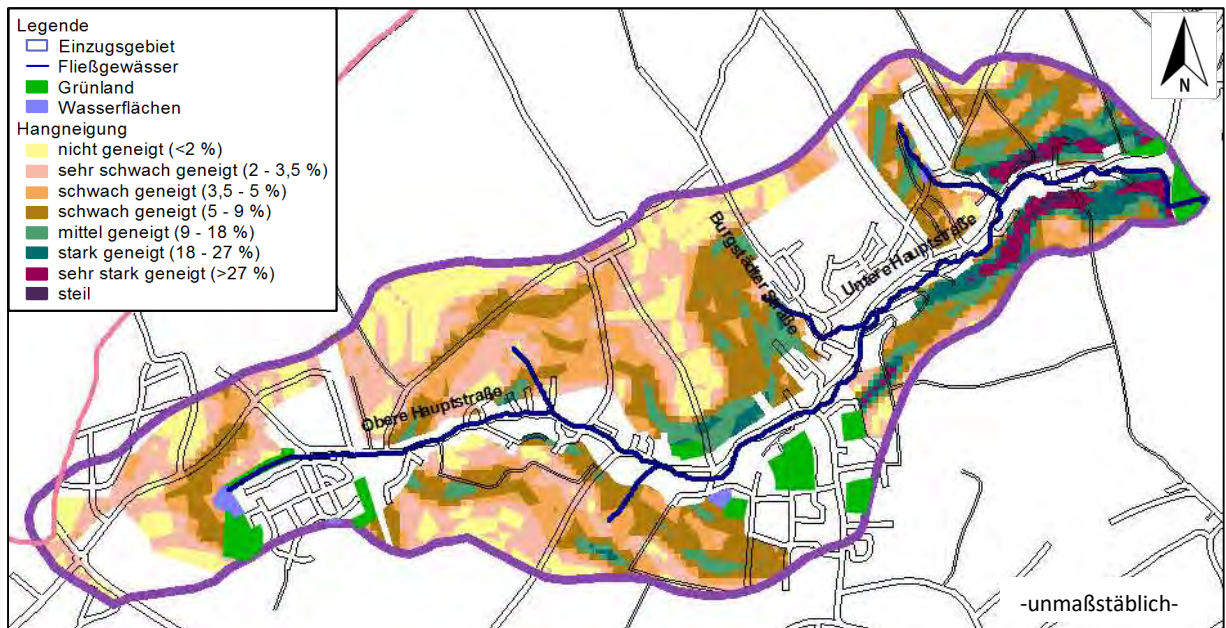 Legende
Einzugsgebiet
Fließgewässer
Grünland
Wasserflächen
Hangneigung
nicht geneigt (<2 %)
sehr schwach geneigt (2 - 3,5 %)
schwach geneigt (3,5 - 5 %)
schwach geneigt (5 - 9 %)
mittel geneigt (9 - 18 %)
stark geneigt (18 - 27 %)
sehr stark geneigt (>27 %)
steil
N
Burgstädter Straße
Untere Hauptstraße
Obere Hauptstraße
-unmaßstäblich-